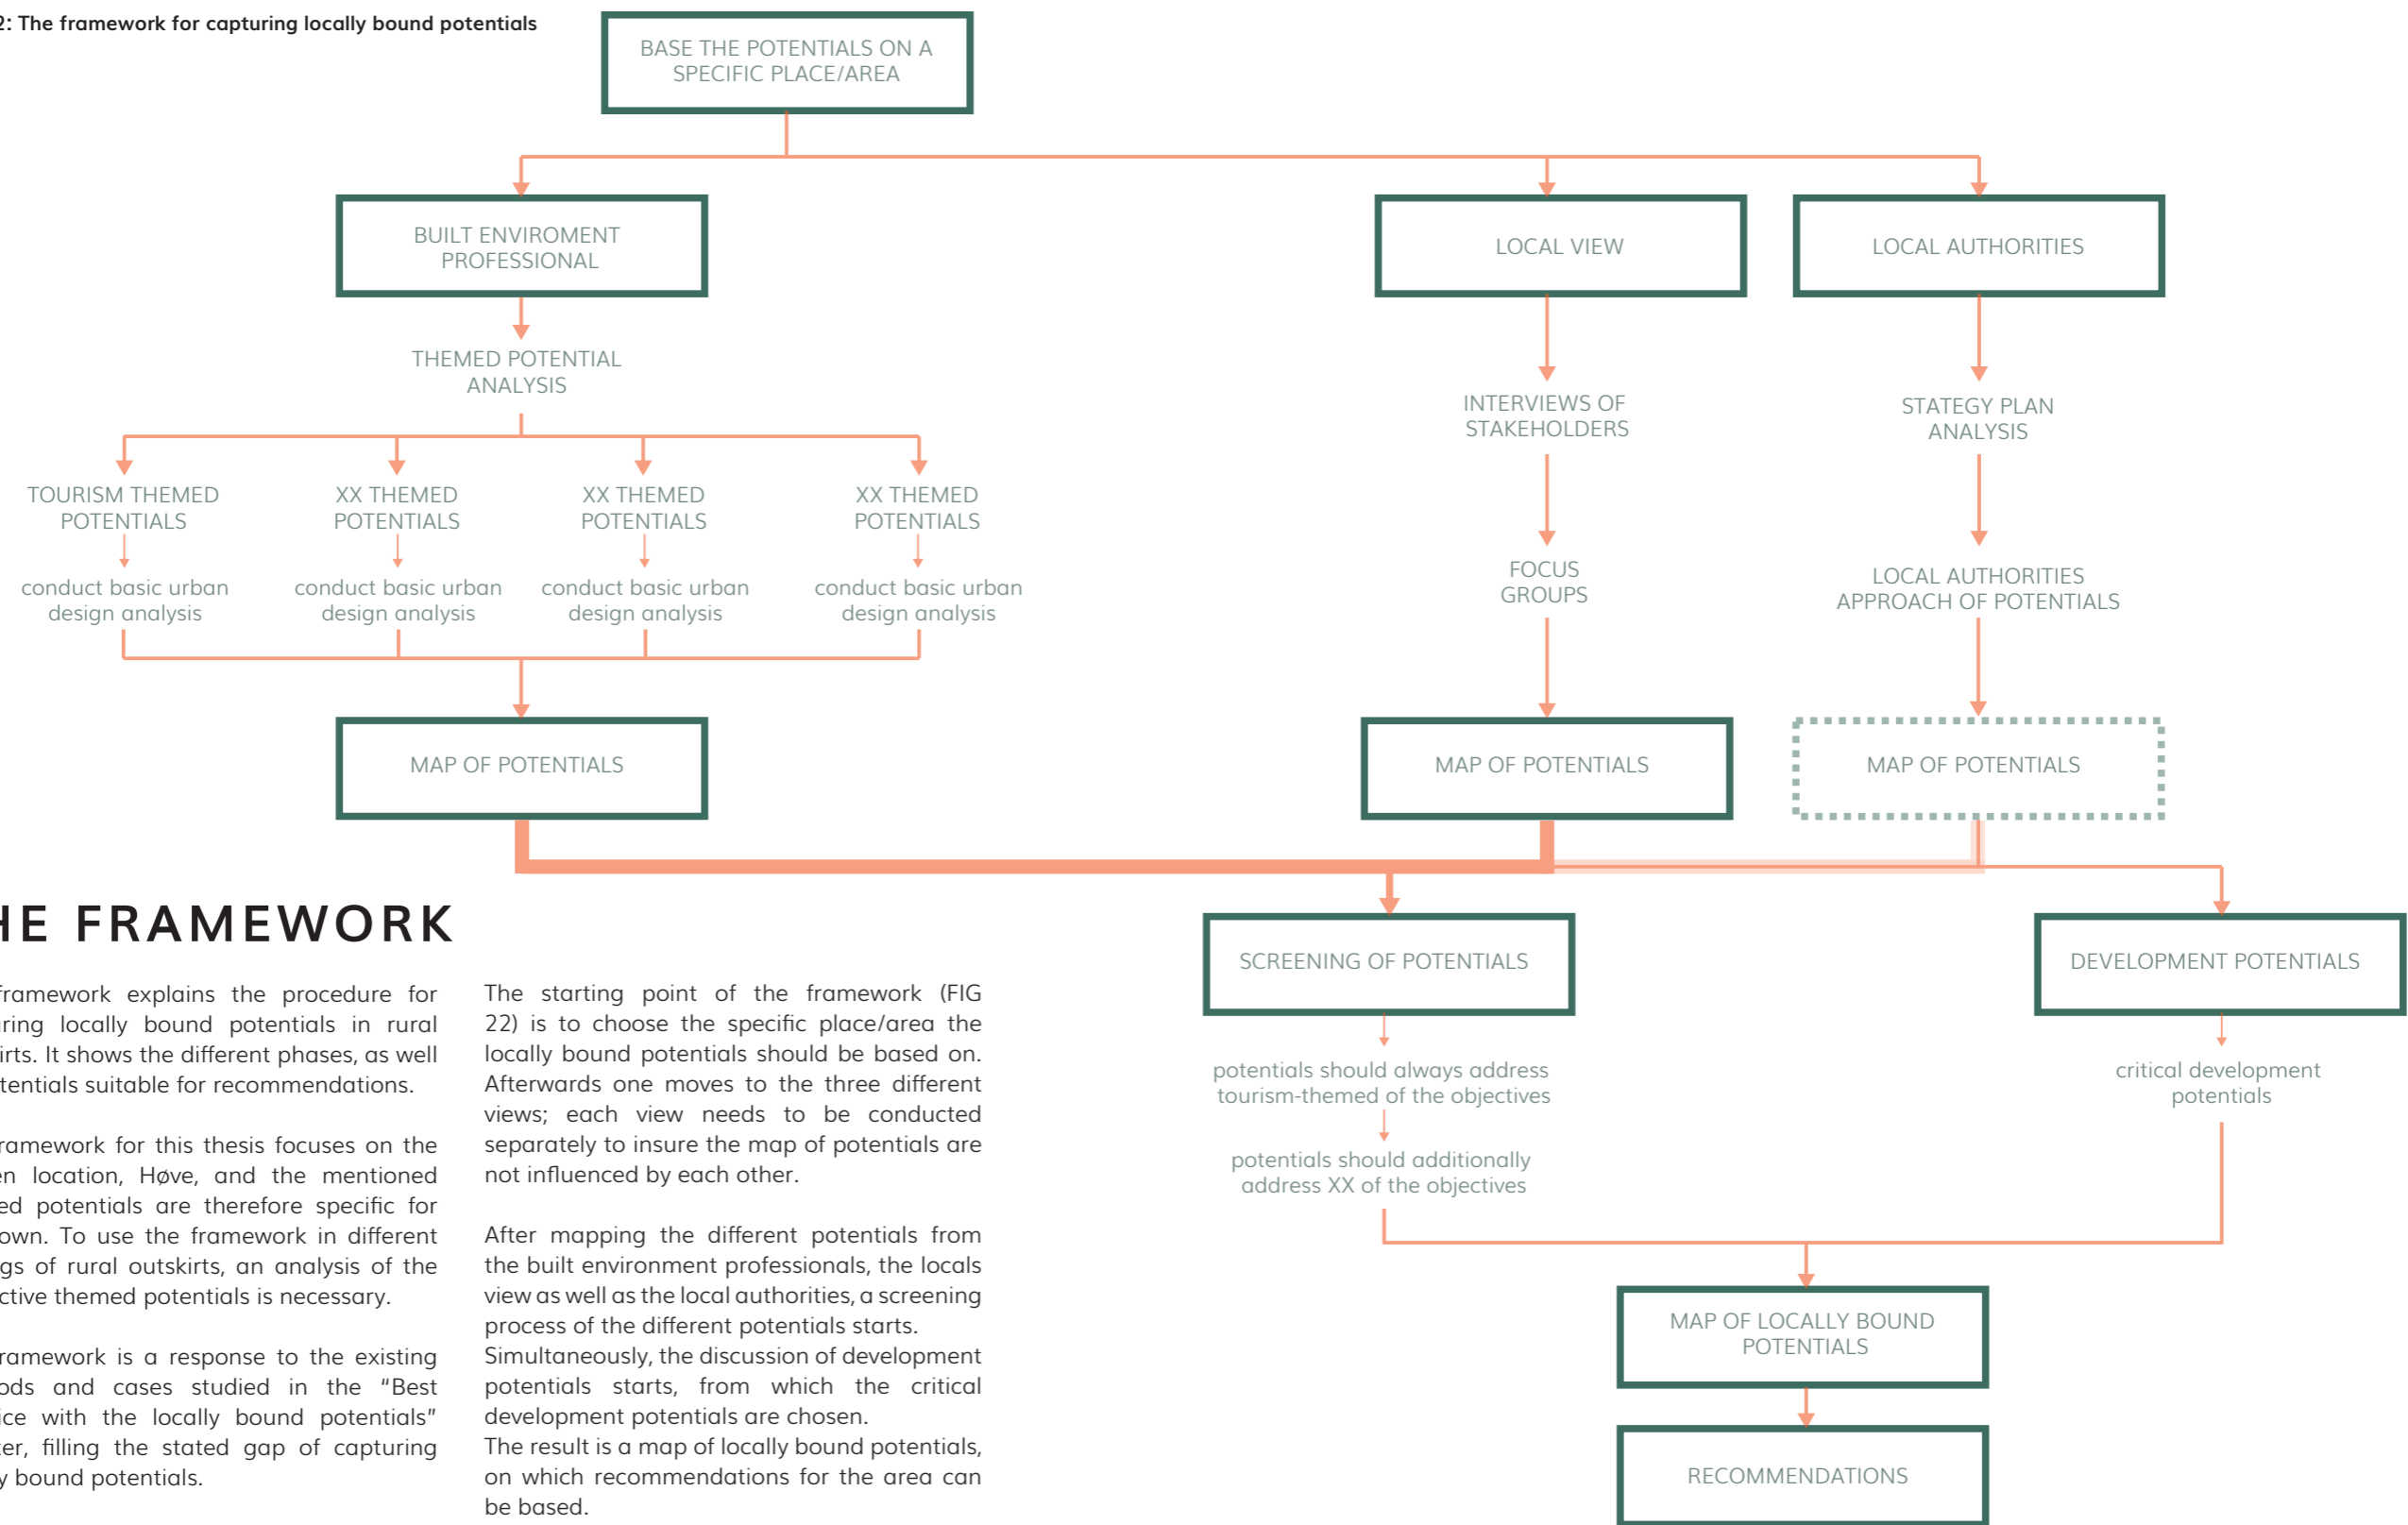 2: The framework for capturing locally bound potentials
BASE THE POTENTIALS ON A
SPECIFIC PLACE/AREA
BUILT ENVIROMENT
PROFESSIONAL
LOCAL VIEW
LOCAL AUTHORITIES
THEMED POTENTIAL
ANALYSIS
INTERVIEWS OF
STAKEHOLDERS
STATEGY PLAN
ANALYSIS
TOURISM THEMED
POTENTIALS
XX THEMED
POTENTIALS
XX THEMED
POTENTIALS
XX THEMED
POTENTIALS
conduct basic urban
design analysis
conduct basic urban
design analysis
conduct basic urban
design analysis
conduct basic urban
design analysis
FOCUS
GROUPS
LOCAL AUTHORITIES
APPROACH OF POTENTIALS
MAP OF POTENTIALS
MAP OF POTENTIALS
MAP OF POTENTIALS
HE FRAMEWORK
framework explains the procedure for
uring locally bound potentials in rural
irts. It shows the different phases, as well
tentials suitable for recommendations.
ramework for this thesis focuses on the
en location, Høve, and the mentioned
ed potentials are therefore specific for
own. To use the framework in different
gs of rural outskirts, an analysis of the
ctive themed potentials is necessary.
ramework is a response to the existing
ods and cases studied in the "Best
ice with the locally bound potentials"
er, filling the stated gap of capturing
y bound potentials.
The starting point of the framework (FIG
22) is to choose the specific place/area the
locally bound potentials should be based on.
Afterwards one moves to the three different
views; each view needs to be conducted
separately to insure the map of potentials are
not influenced by each other.
After mapping the different potentials from
the built environment professionals, the locals
view as well as the local authorities, a screening
process of the different potentials starts.
Simultaneously, the discussion of development
potentials starts, from which the critical
development potentials are chosen.
The result is a map of locally bound potentials,
on which recommendations for the area can
be based.
SCREENING OF POTENTIALS
DEVELOPMENT POTENTIALS
potentials should always address
tourism-themed of the objectives
critical development
potentials
potentials should additionally
address XX of the objectives
MAP OF LOCALLY BOUND
POTENTIALS
RECOMMENDATIONS